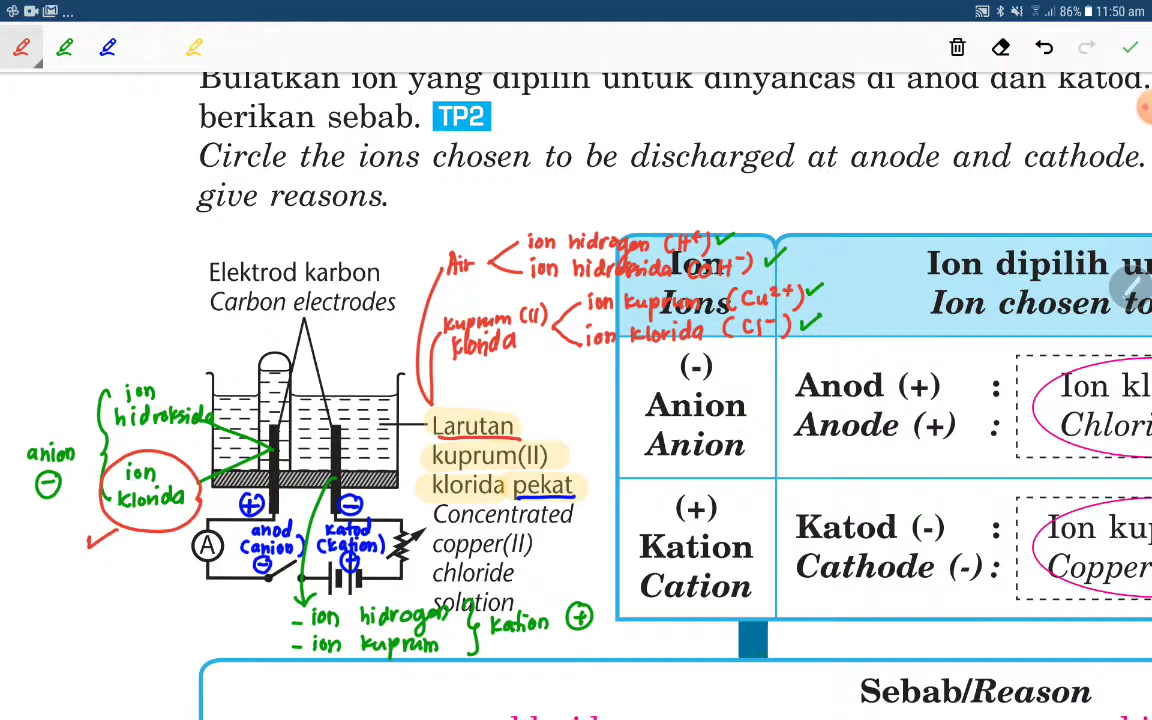 86% 11:50 am
Bulatkan ion yang dipilih untuk dinyahcas di anod dan katod.
berikan sebab. TP2
Circle the ions chosen to be discharged at anode and cathode.
give reasons.
Air
ion hidrogen (H⁺) ✓
ion hidroksida (OH⁻) ✓
kuprum (II) klorida
ion kuprum (Cu²⁺) ✓
ion klorida (Cl⁻) ✓
Elektrod karbon
Carbon electrodes
Larutan
kuprum(II)
klorida pekat
Concentrated
copper(II)
chloride
solution
anion
−
ion
hidroksida
ion
klorida
+
anod
(anion)
−
−
katod
(kation)
+
A
- ion hidrogen
- ion kuprum
kation +
Ion
Ions
Ion dipilih
Ion chosen to
(-)
Anion
Anion
Anod (+) :
Anode (+) :
Ion
(+)
Kation
Cation
Katod (-) :
Cathode (-) :
Ion
Copper
Sebab/Reason